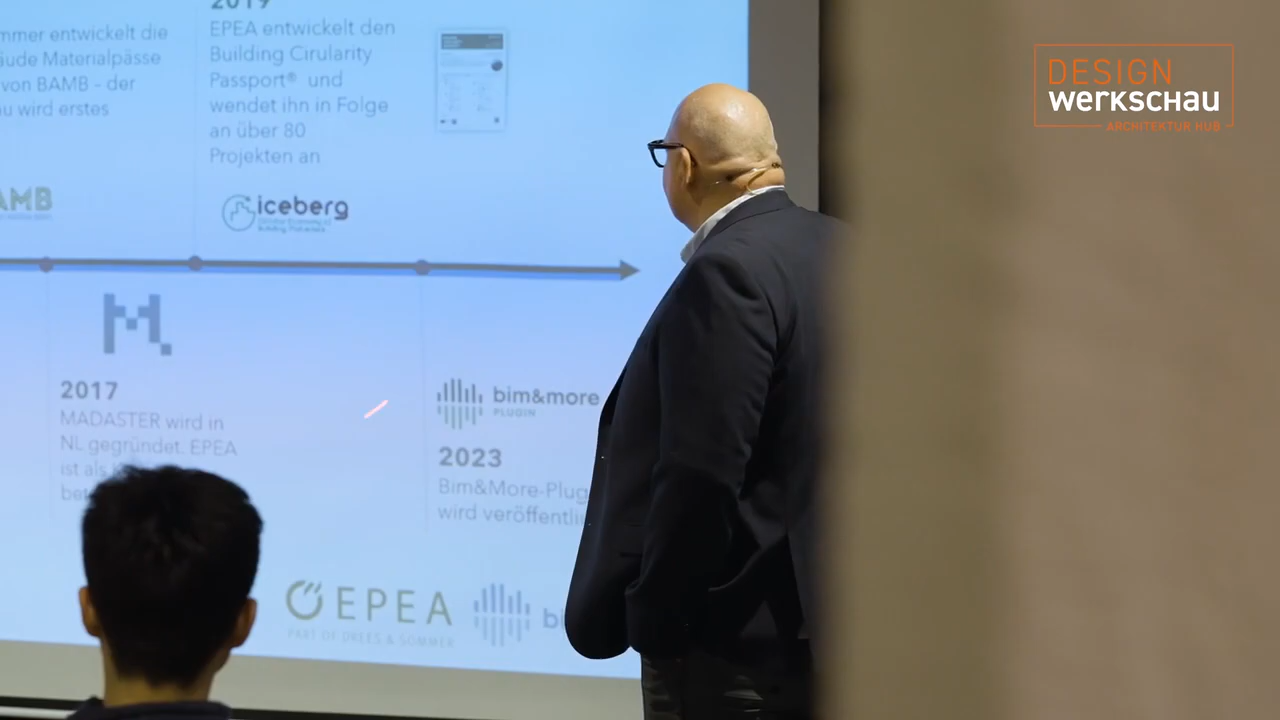 mmer entwickelt die
äude Materialpässe
von BAMB - der
u wird erstes
AMB
2019
EPEA entwickelt den
Building Cirularity
Passport® und
wendet ihn in Folge
an über 80
Projekten an
iceberg
DESIGN
werkschau
ARCHITEKTUR HUB
M.
2017
MADASTER wird in
NL gegründet. EPEA
ist als
bim&more
PLUGIN
2023
Bim&More-Plug
wird veröffentli
EPEA
PART OF DREES & SOMMER
bi